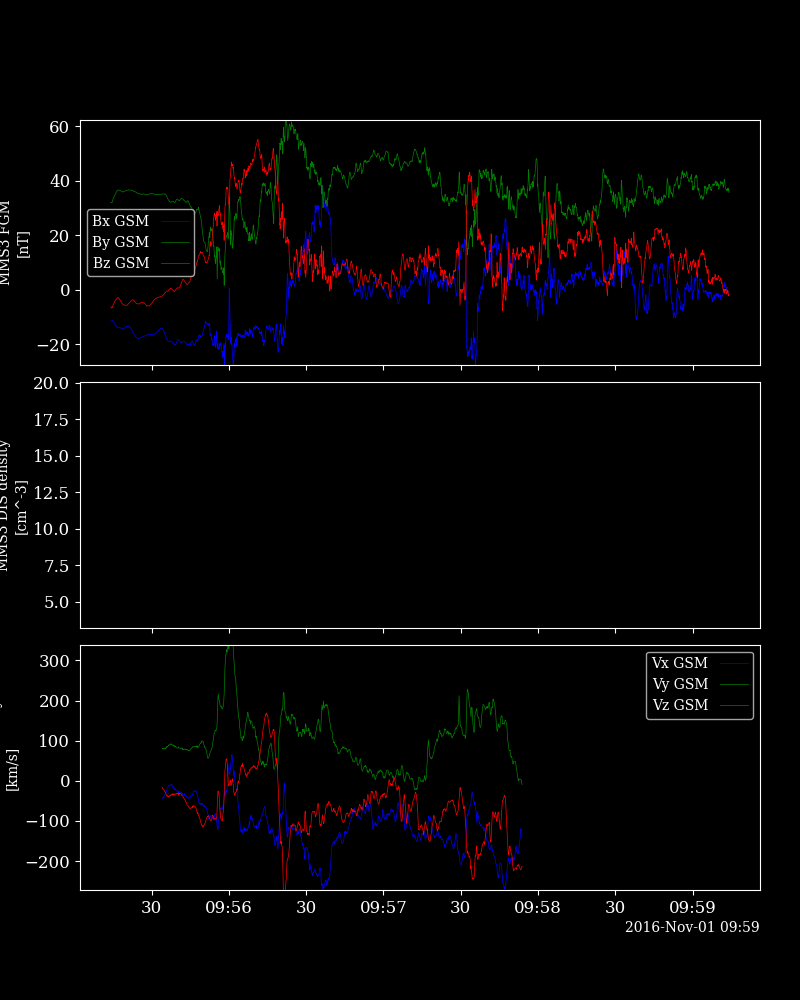 60
40
20
0
−20
MMS3 FGM
[nT]
Bx GSM
By GSM
Bz GSM
20.0
17.5
15.0
12.5
10.0
7.5
5.0
MMS3 DIS density
[cm^-3]
300
200
100
0
−100
−200
[km/s]
Vx GSM
Vy GSM
Vz GSM
30
09:56
30
09:57
30
09:58
30
09:59
2016-Nov-01 09:59